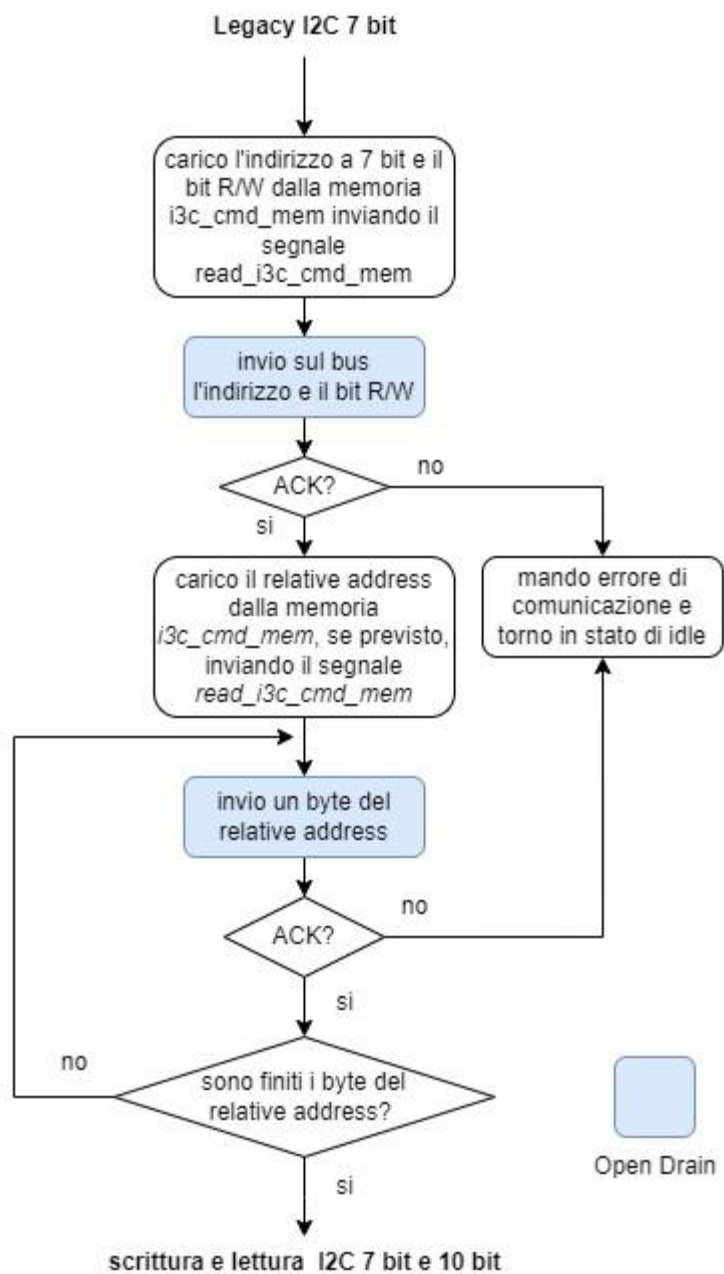 Legacy I2C 7 bit
carico l'indirizzo a 7 bit e il
bit R/W dalla memoria
i3c_cmd_mem inviando il
segnale
read_i3c_cmd_mem
invio sul bus
l'indirizzo e il bit R/W
ACK?
no
si
carico il relative address
dalla memoria
i3c_cmd_mem, se previsto,
inviando il segnale
read_i3c_cmd_mem
mando errore di
comunicazione e
torno in stato di idle
invio un byte del
relative address
ACK?
no
si
sono finiti i byte del
relative address?
no
si
Open Drain
scrittura e lettura I2C 7 bit e 10 bit